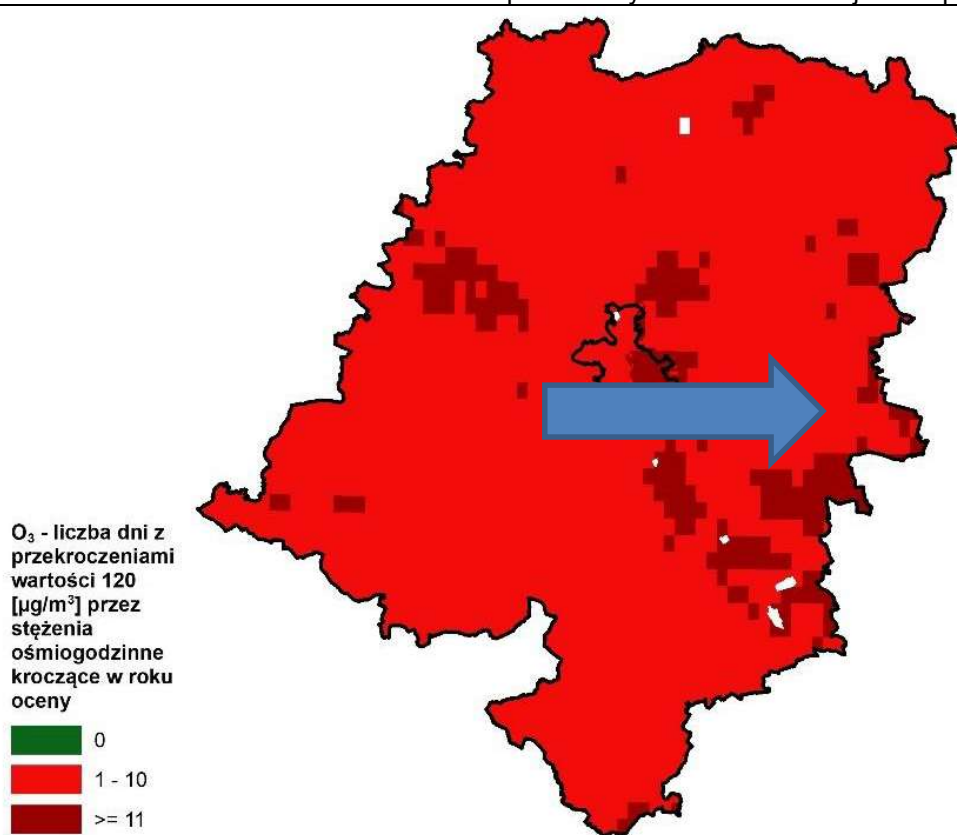 O₃ - liczba dni z
przekroczeniami
wartości 120
[µg/m³] przez
stężenia
ośmiogodzinne
kroczące w roku
oceny
0
1 - 10
>= 11